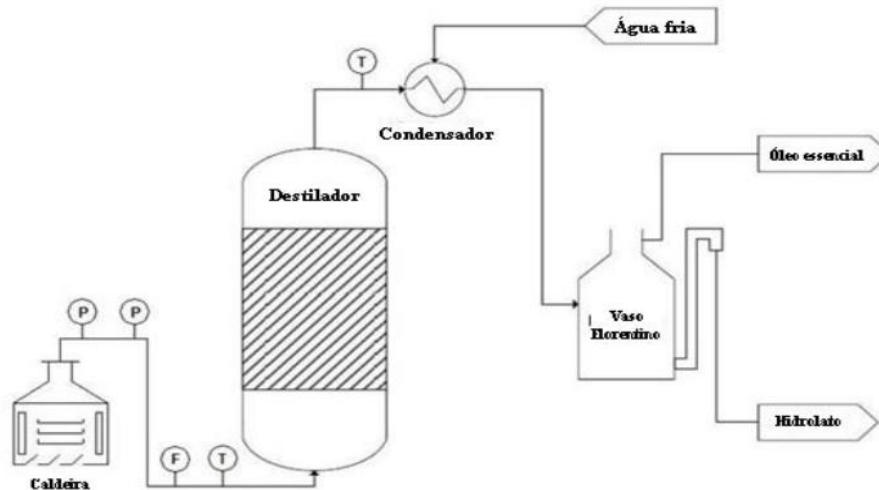 Água fria
T
Condensador
Óleo essencial
Destilador
P
P
Vaso
Florentino
Hidrolato
F
T
Caldeira